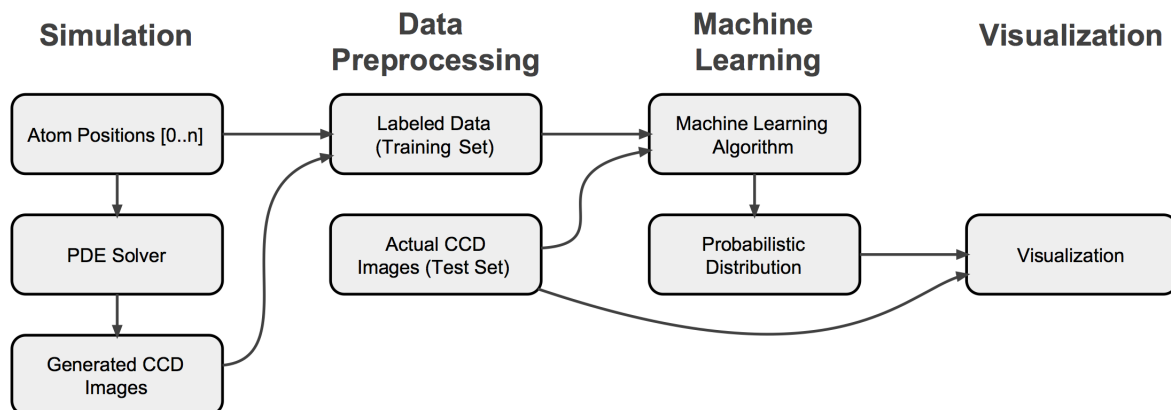 Simulation
Data
Preprocessing
Machine
Learning
Visualization
Atom Positions [0..n]
Labeled Data
(Training Set)
Machine Learning
Algorithm
PDE Solver
Actual CCD
Images (Test Set)
Probabilistic
Distribution
Visualization
Generated CCD
Images